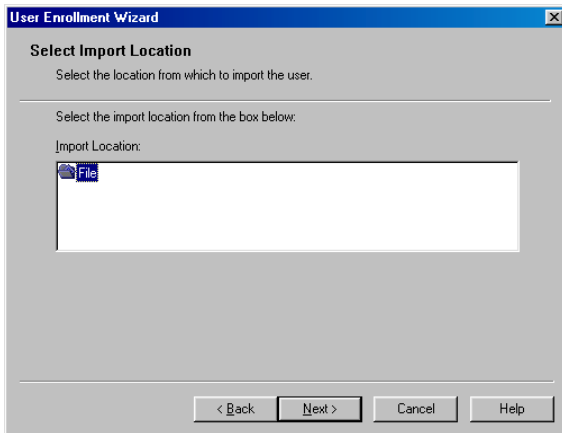 User Enrollment Wizard
Select Import Location
Select the location from which to import the user.
Select the import location from the box below:
Import Location:
File
< Back
Next >
Cancel
Help